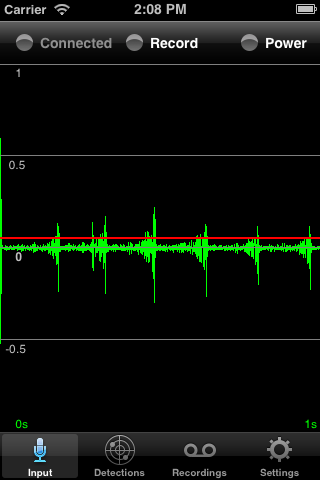 Carrier 2:08 PM
Connected Record Power
1
0.5
0
-0.5
0s 1s
Input Detections Recordings Settings